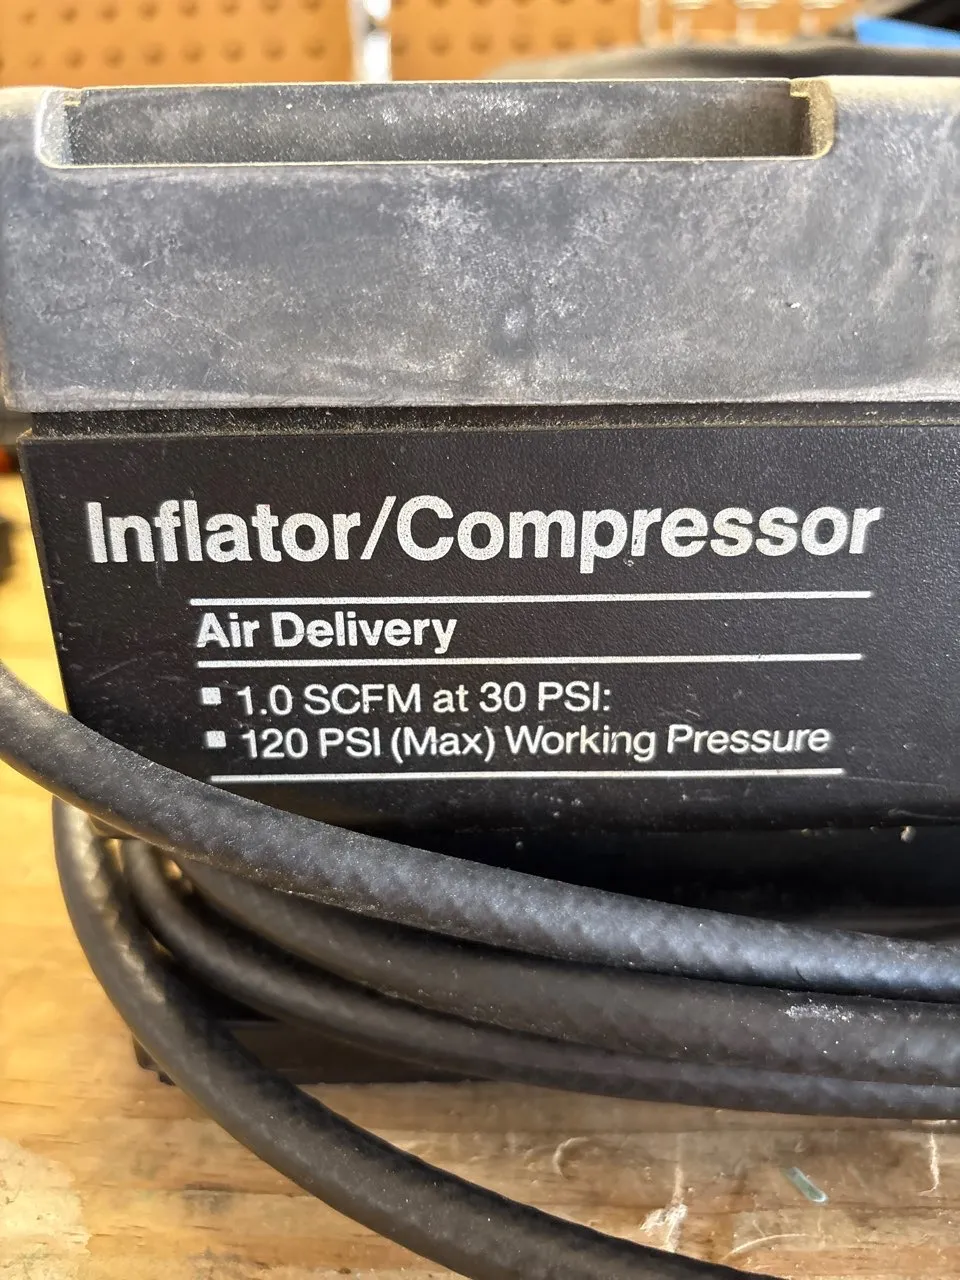 Inflator/Compressor
Air Delivery
▪ 1.0 SCFM at 30 PSI:
▪ 120 PSI (Max) Working Pressure